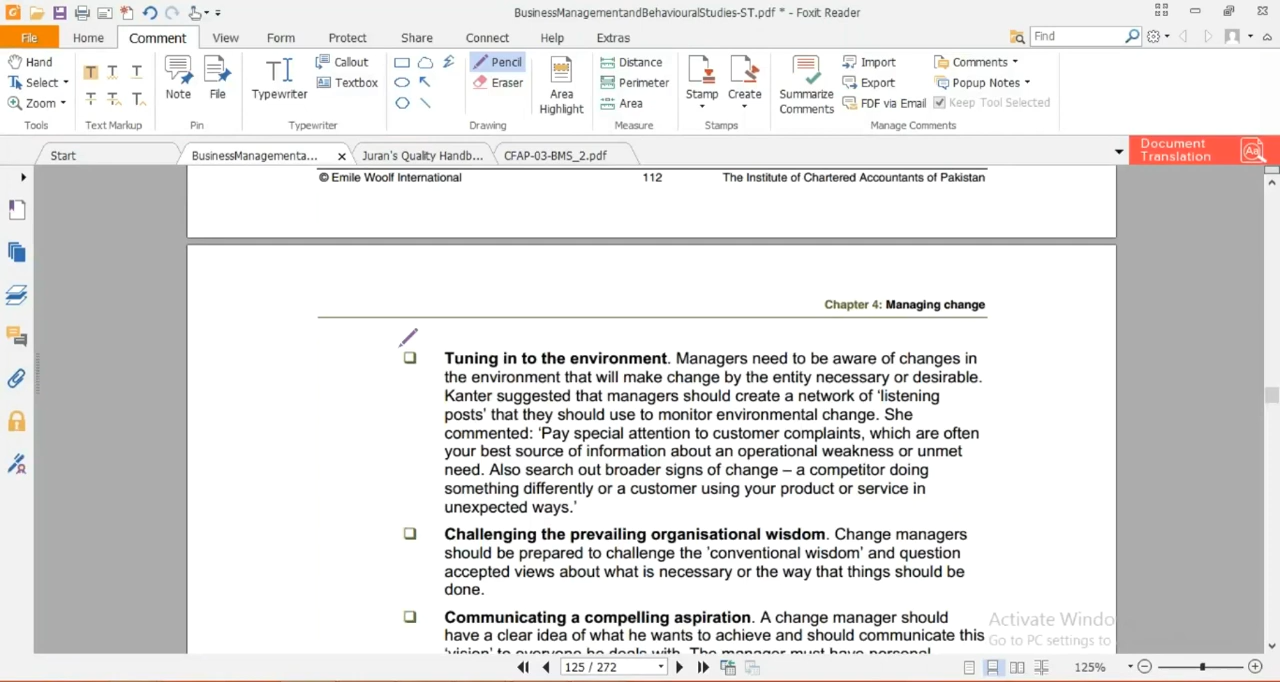 BusinessManagementandBehaviouralStudies-ST.pdf * - Foxit Reader
File Home Comment View Form Protect Share Connect Help Extras Find
Hand
Select
Zoom
Tools
Text Markup
Note File
Pin
Typewriter
Callout
Textbox
Typewriter
Pencil
Eraser
Drawing
Area
Highlight
Distance
Perimeter
Area
Measure
Stamp Create
Stamps
Summarize
Comments
Import
Export
FDF via Email
Comments
Popup Notes
Keep Tool Selected
Manage Comments
Start BusinessManagementa... Juran's Quality Handb... CFAP-03-BMS_2.pdf
Document
Translation
© Emile Woolf International 112 The Institute of Chartered Accountants of Pakistan
Chapter 4: Managing change
Tuning in to the environment. Managers need to be aware of changes in
the environment that will make change by the entity necessary or desirable.
Kanter suggested that managers should create a network of ‘listening
posts’ that they should use to monitor environmental change. She
commented: ‘Pay special attention to customer complaints, which are often
your best source of information about an operational weakness or unmet
need. Also search out broader signs of change – a competitor doing
something differently or a customer using your product or service in
unexpected ways.’
Challenging the prevailing organisational wisdom. Change managers
should be prepared to challenge the ’conventional wisdom’ and question
accepted views about what is necessary or the way that things should be
done.
Communicating a compelling aspiration. A change manager should
have a clear idea of what he wants to achieve and should communicate this
‘vision’ to everyone he deals with. The manager must have personal
Activate Windo
Go to PC settings to
125 / 272
125%